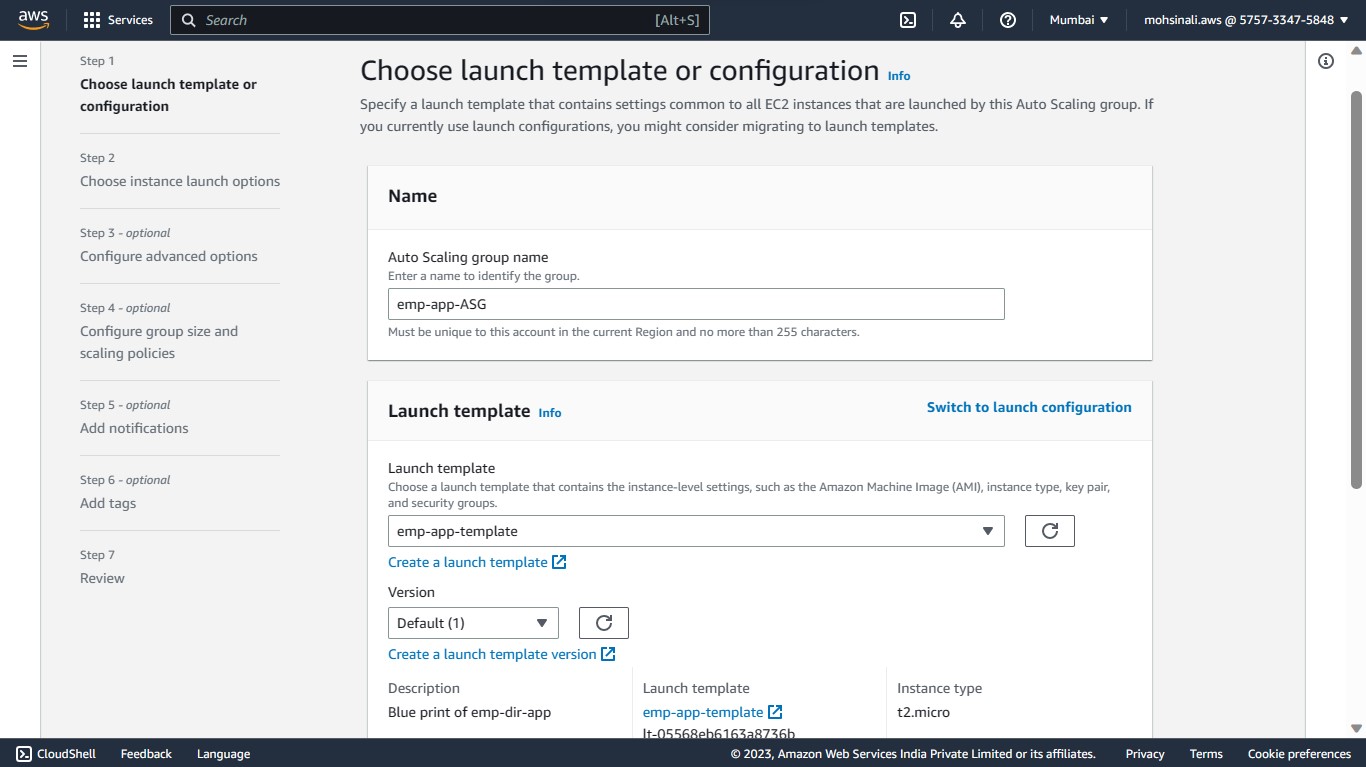 aws
Services
Search
[Alt+S]
Mumbai
mohsinali.aws @ 5757-3347-5848
Step 1
Choose launch template or
configuration
Step 2
Choose instance launch options
Step 3 - optional
Configure advanced options
Step 4 - optional
Configure group size and
scaling policies
Step 5 - optional
Add notifications
Step 6 - optional
Add tags
Step 7
Review
Choose launch template or configuration Info
Specify a launch template that contains settings common to all EC2 instances that are launched by this Auto Scaling group. If
you currently use launch configurations, you might consider migrating to launch templates.
Name
Auto Scaling group name
Enter a name to identify the group.
emp-app-ASG
Must be unique to this account in the current Region and no more than 255 characters.
Launch template Info
Switch to launch configuration
Launch template
Choose a launch template that contains the instance-level settings, such as the Amazon Machine Image (AMI), instance type, key pair,
and security groups.
emp-app-template
Create a launch template
Version
Default (1)
Create a launch template version
Description
Blue print of emp-dir-app
Launch template
emp-app-template
lt-05568eb6163a8736b
Instance type
t2.micro
CloudShell
Feedback
Language
© 2023, Amazon Web Services India Private Limited or its affiliates.
Privacy
Terms
Cookie preferences